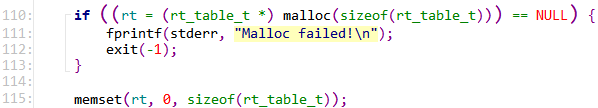 110: if ((rt = (rt_table_t *) malloc(sizeof(rt_table_t))) == NULL) {
111: fprintf(stderr, "Malloc failed!\n");
112: exit(-1);
113: }
114:
115: memset(rt, 0, sizeof(rt_table_t));